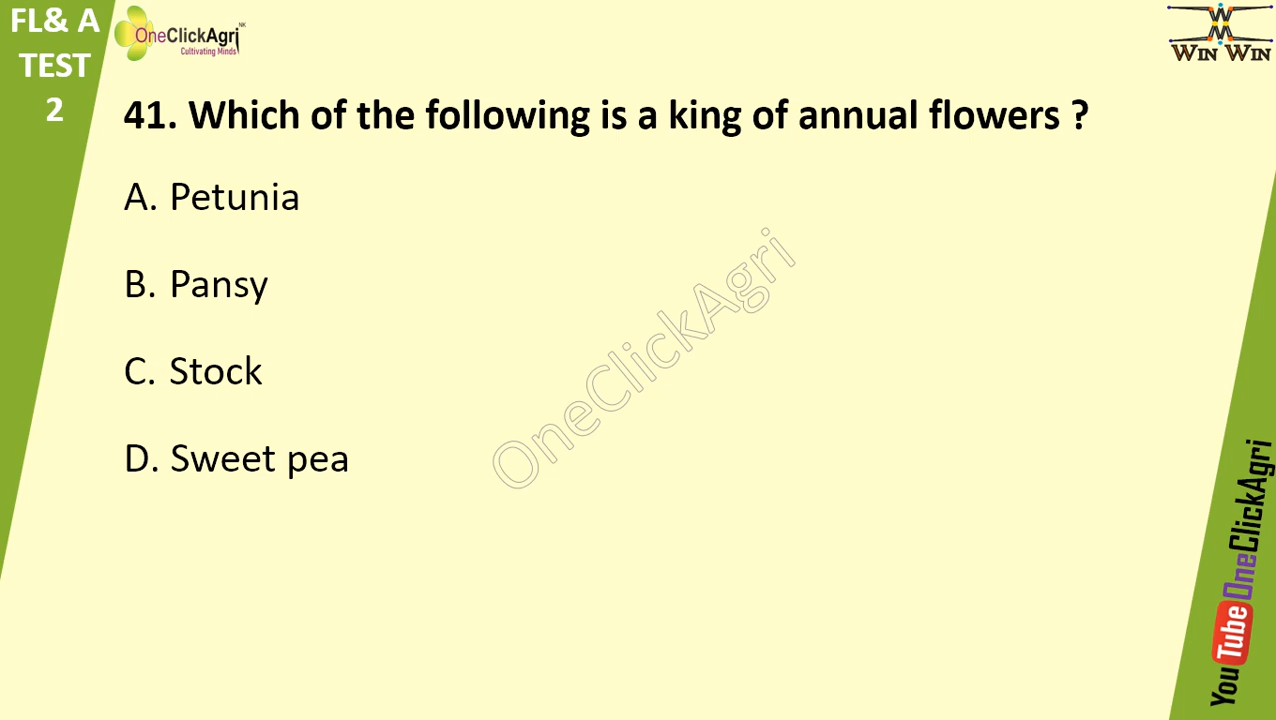 FL& A
TEST
2
OneClickAgri
NK
Cultivating Minds
WIN WIN
41. Which of the following is a king of annual flowers ?
A. Petunia
B. Pansy
C. Stock
D. Sweet pea
OneClickAgri
YouTube OneClickAgri